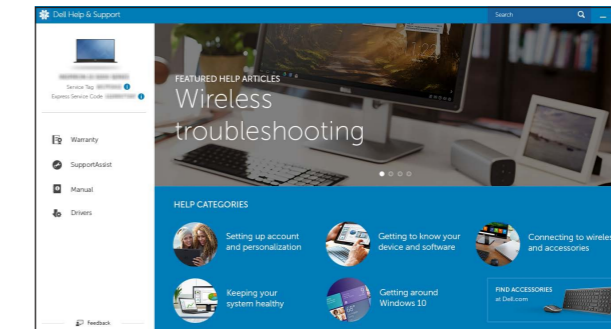 Dell Help & Support
Search
Service Tag:
Express Service Code:
Warranty
SupportAssist
Manual
Drivers
Feedback
FEATURED HELP ARTICLES
Wireless
troubleshooting
HELP CATEGORIES
Setting up account
and personalization
Getting to know your
device and software
Connecting to wireles
and accessories
Keeping your
system healthy
Getting around
Windows 10
FIND ACCESSORIES
at Dell.com